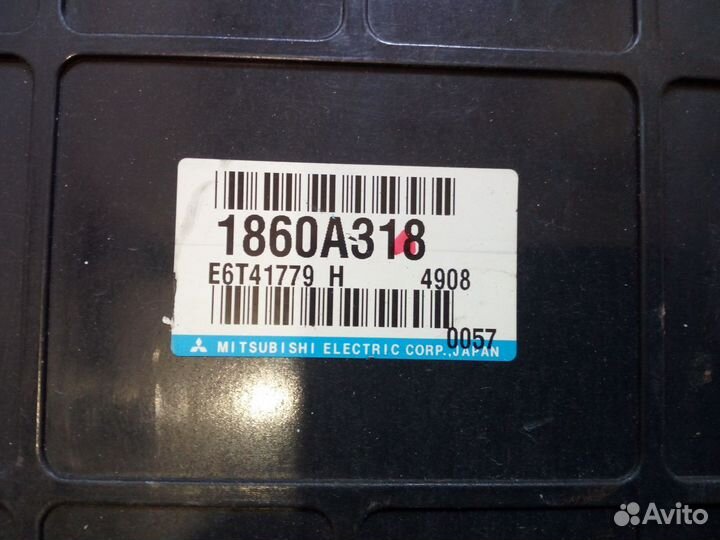 1860A318
E6T41779 H 4908
0057
MITSUBISHI ELECTRIC CORP.,JAPAN
Avito